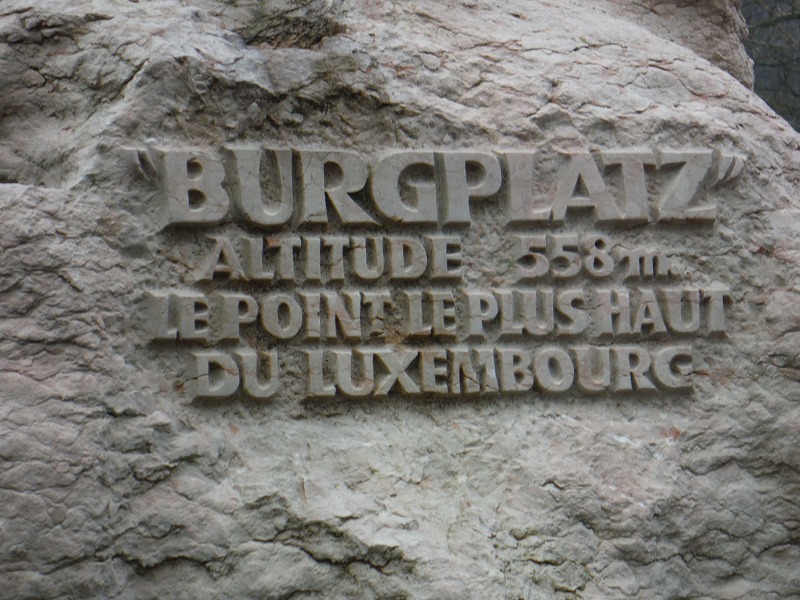 "BURGPLATZ"
ALTITUDE 558 m.
LE POINT LE PLUS HAUT
DU LUXEMBOURG